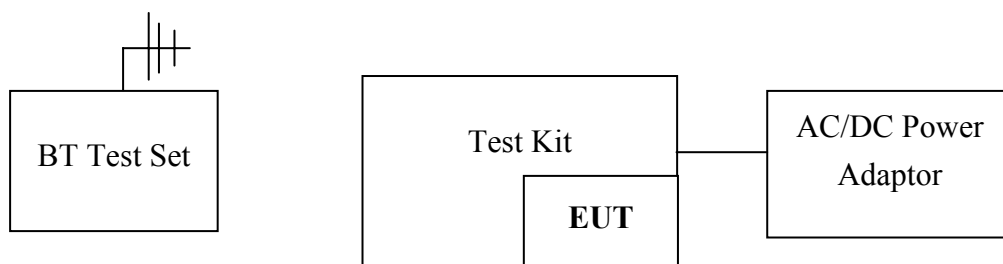 BT Test Set
Test Kit
EUT
AC/DC Power
Adaptor